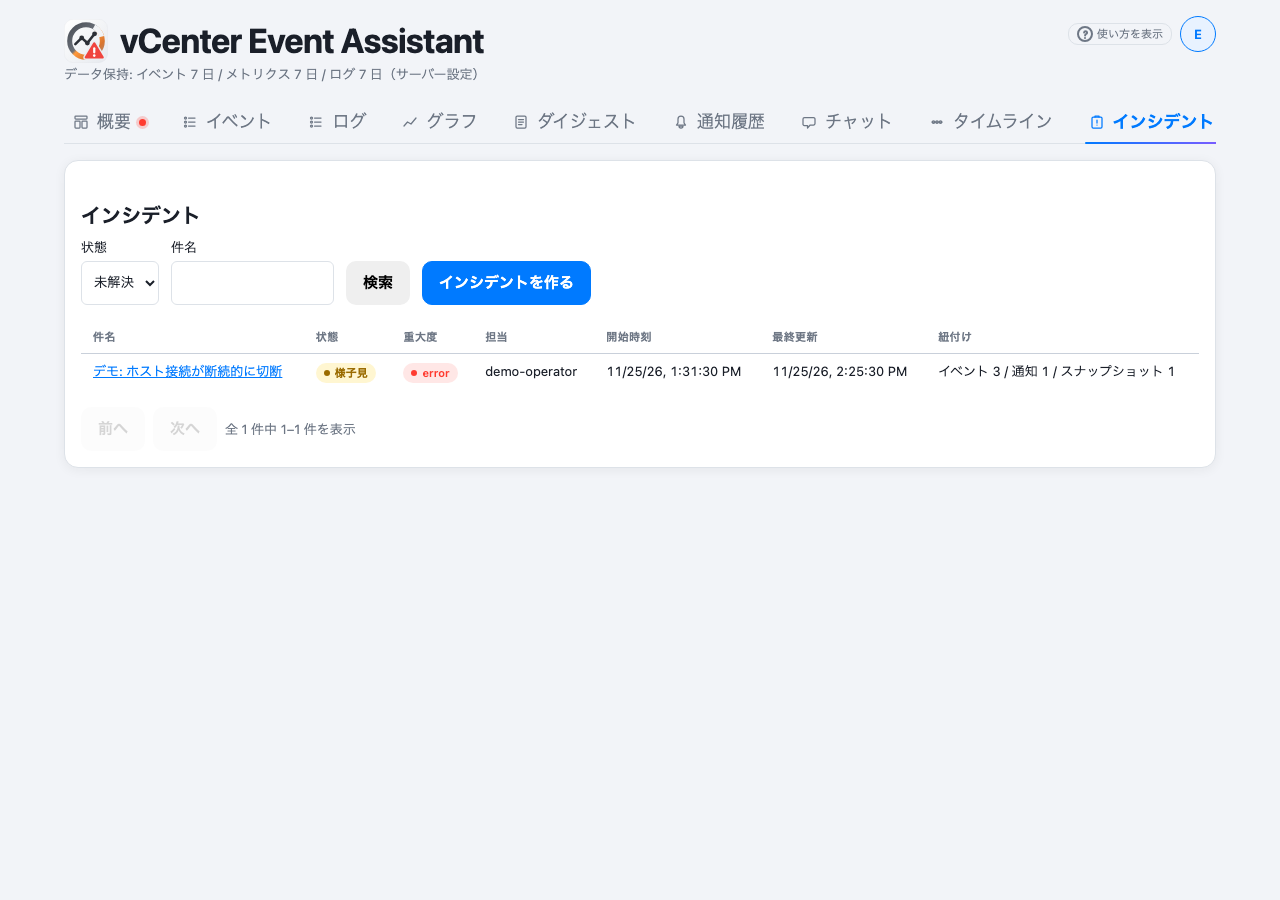 vCenter Event Assistant
使い方を表示
E
データ保持: イベント 7 日 / メトリクス 7 日 / ログ 7 日（サーバー設定）
概要 イベント ログ グラフ ダイジェスト 通知履歴 チャット タイムライン インシデント
インシデント
状態 件名
未解決 検索 インシデントを作る
件名 状態 重大度 担当 開始時刻 最終更新 紐付け
デモ: ホスト接続が断続的に切断 様子見 error demo-operator 11/25/26, 1:31:30 PM 11/25/26, 2:25:30 PM イベント 3 / 通知 1 / スナップショット 1
前へ 次へ 全 1 件中 1–1 件を表示